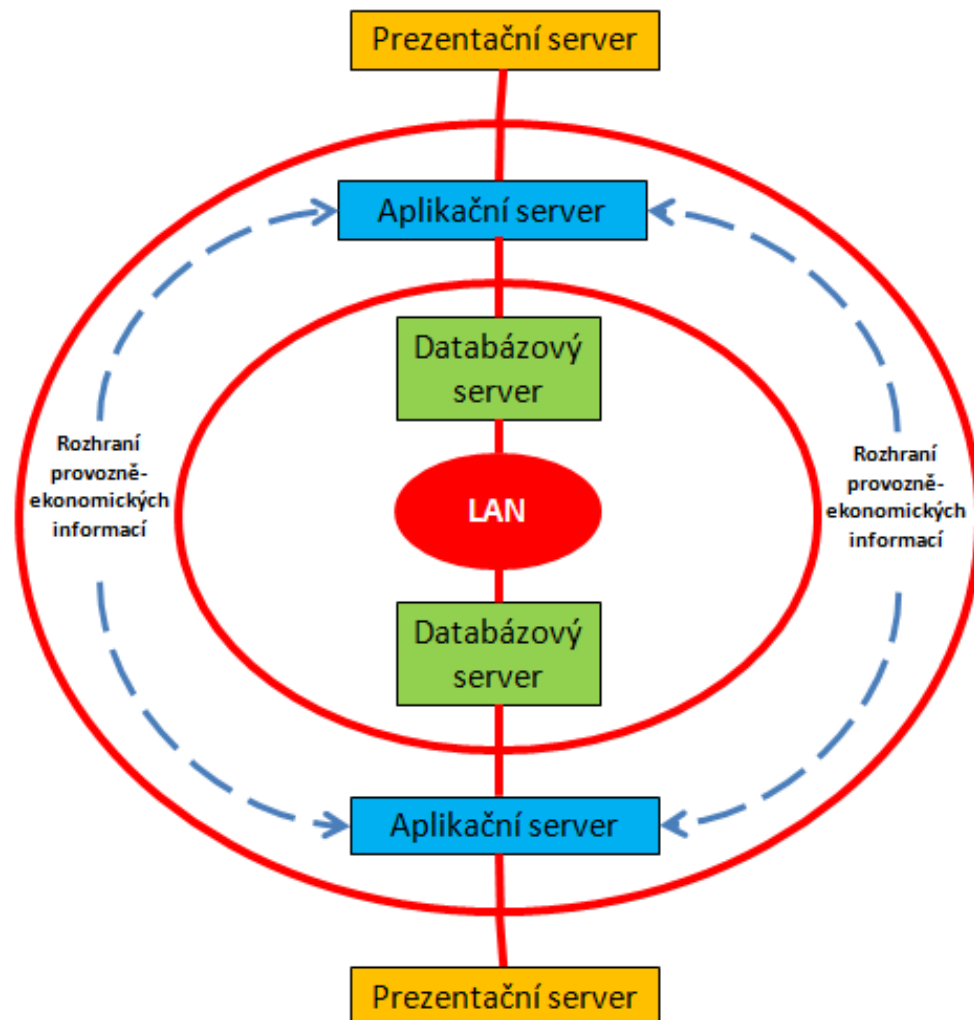 Prezentační server
Aplikační server
Databázový
server
Rozhraní
provozně-
ekonomických
informací
LAN
Rozhraní
provozně-
ekonomických
informací
Databázový
server
Aplikační server
Prezentační server